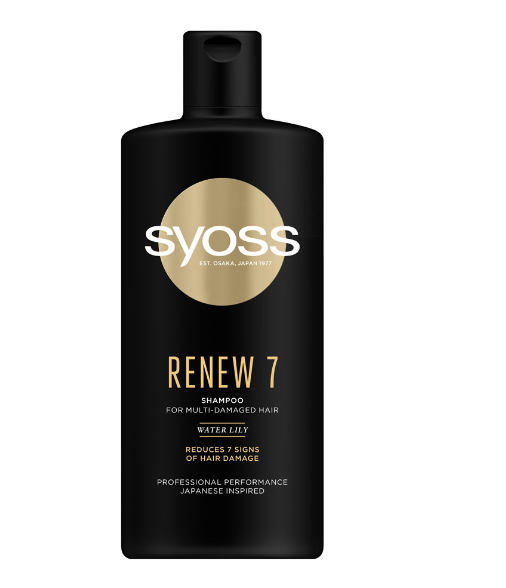 syoss
EST. OSAKA, JAPAN 1977
RENEW 7
SHAMPOO
FOR MULTI-DAMAGED HAIR
WATER LILY
REDUCES 7 SIGNS
OF HAIR DAMAGE
PROFESSIONAL PERFORMANCE
JAPANESE INSPIRED